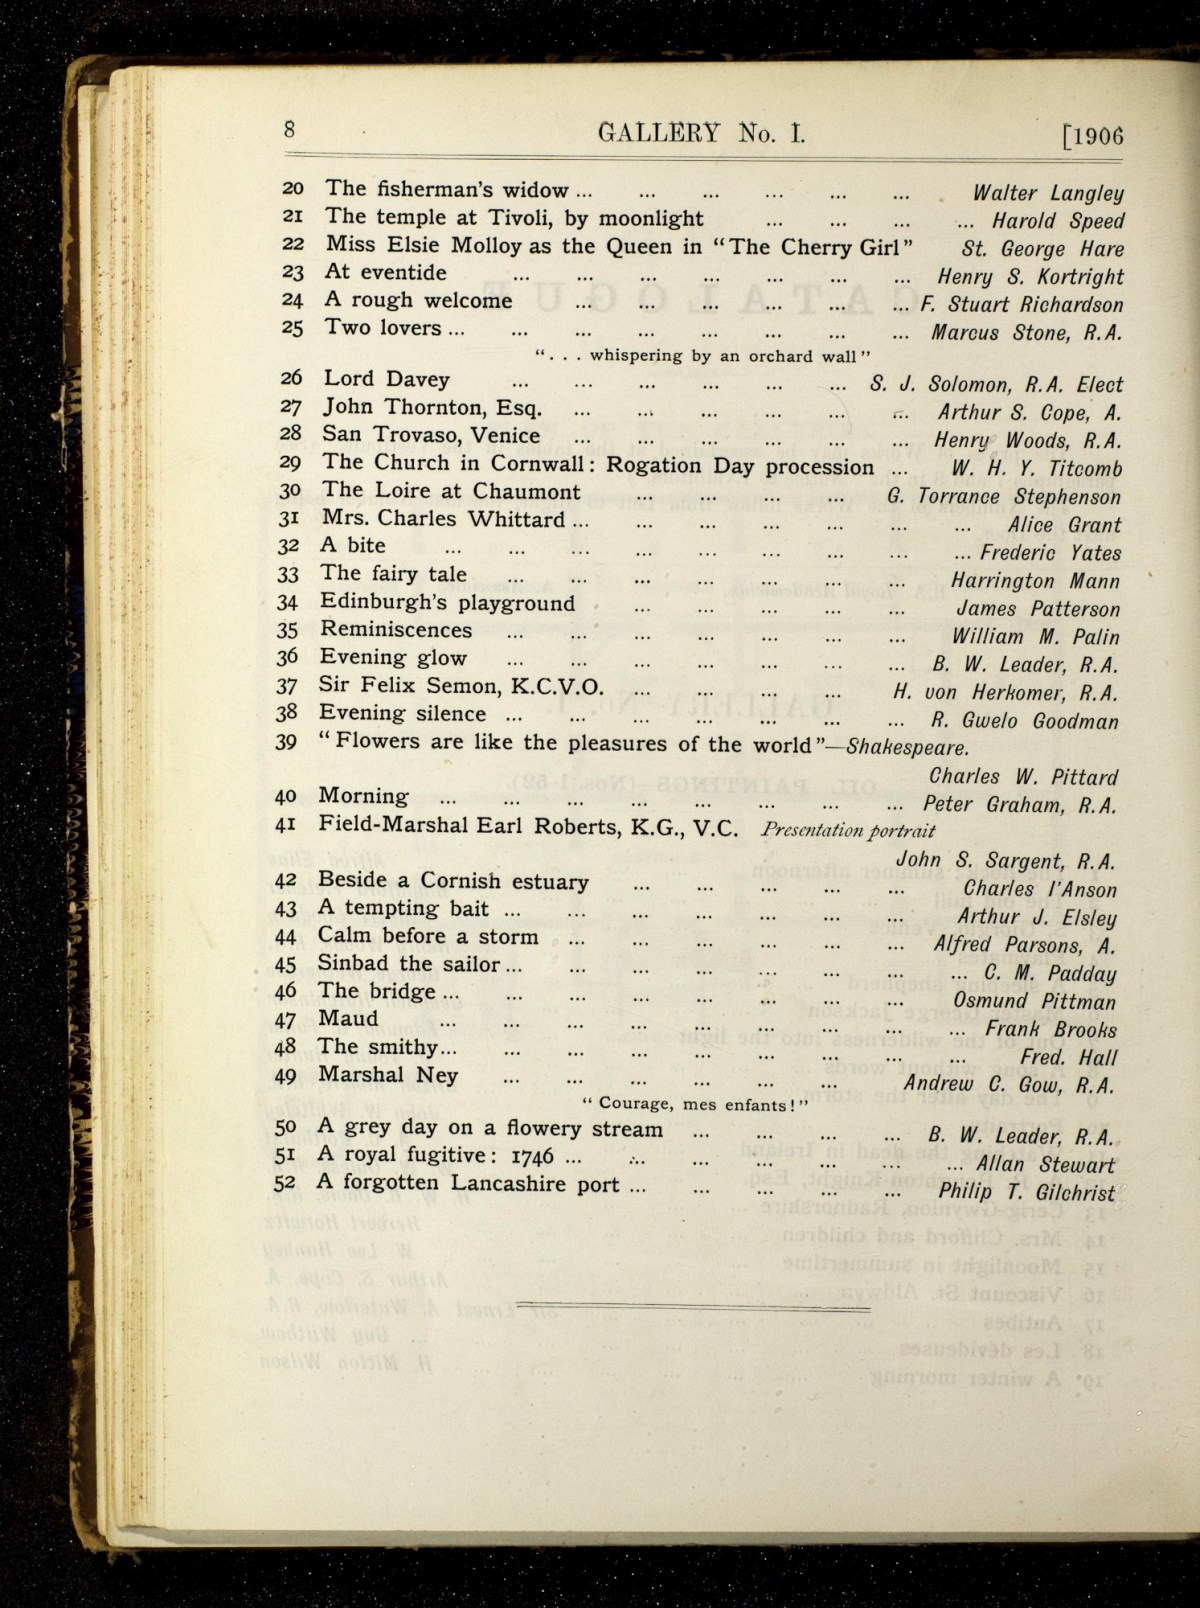 8 GALLERY No. I. [1906
20 The fisherman's widow ... ... ... ... ... ... Walter Langley
21 The temple at Tivoli, by moonlight ... ... ... ... Harold Speed
22 Miss Elsie Molloy as the Queen in "The Cherry Girl" St. George Hare
23 At eventide ... ... ... ... ... ... ... Henry S. Kortright
24 A rough welcome ... ... ... ... ... ... F. Stuart Richardson
25 Two lovers ... ... ... ... ... ... ... ... Marcus Stone, R.A.
". . . whispering by an orchard wall"
26 Lord Davey ... ... ... ... ... ... S. J. Solomon, R.A. Elect
27 John Thornton, Esq. ... ... ... ... ... ... Arthur S. Cope, A.
28 San Trovaso, Venice ... ... ... ... ... ... Henry Woods, R.A.
29 The Church in Cornwall: Rogation Day procession ... W. H. Y. Titcomb
30 The Loire at Chaumont ... ... ... ... G. Torrance Stephenson
31 Mrs. Charles Whittard ... ... ... ... ... ... ... Alice Grant
32 A bite ... ... ... ... ... ... ... ... ... Frederic Yates
33 The fairy tale ... ... ... ... ... ... ... Harrington Mann
34 Edinburgh's playground ... ... ... ... ... James Patterson
35 Reminiscences ... ... ... ... ... ... ... William M. Palin
36 Evening glow ... ... ... ... ... ... ... B. W. Leader, R.A.
37 Sir Felix Semon, K.C.V.O. ... ... ... ... H. von Herkomer, R.A.
38 Evening silence ... ... ... ... ... ... ... R. Gwelo Goodman
39 "Flowers are like the pleasures of the world"—Shakespeare.
Charles W. Pittard
40 Morning ... ... ... ... ... ... ... ... Peter Graham, R.A.
41 Field-Marshal Earl Roberts, K.G., V.C. Presentation portrait
John S. Sargent, R.A.
42 Beside a Cornish estuary ... ... ... ... ... Charles I'Anson
43 A tempting bait ... ... ... ... ... ... ... Arthur J. Elsley
44 Calm before a storm ... ... ... ... ... ... Alfred Parsons, A.
45 Sinbad the sailor ... ... ... ... ... ... ... ... C. M. Padday
46 The bridge ... ... ... ... ... ... ... ... Osmund Pittman
47 Maud ... ... ... ... ... ... ... ... ... Frank Brooks
48 The smithy... ... ... ... ... ... ... ... ... Fred. Hall
49 Marshal Ney ... ... ... ... ... ... Andrew C. Gow, R.A.
"Courage, mes enfants!"
50 A grey day on a flowery stream ... ... ... ... B. W. Leader, R.A.
51 A royal fugitive: 1746 ... ... ... ... ... ... ... Allan Stewart
52 A forgotten Lancashire port ... ... ... ... ... Philip T. Gilchrist